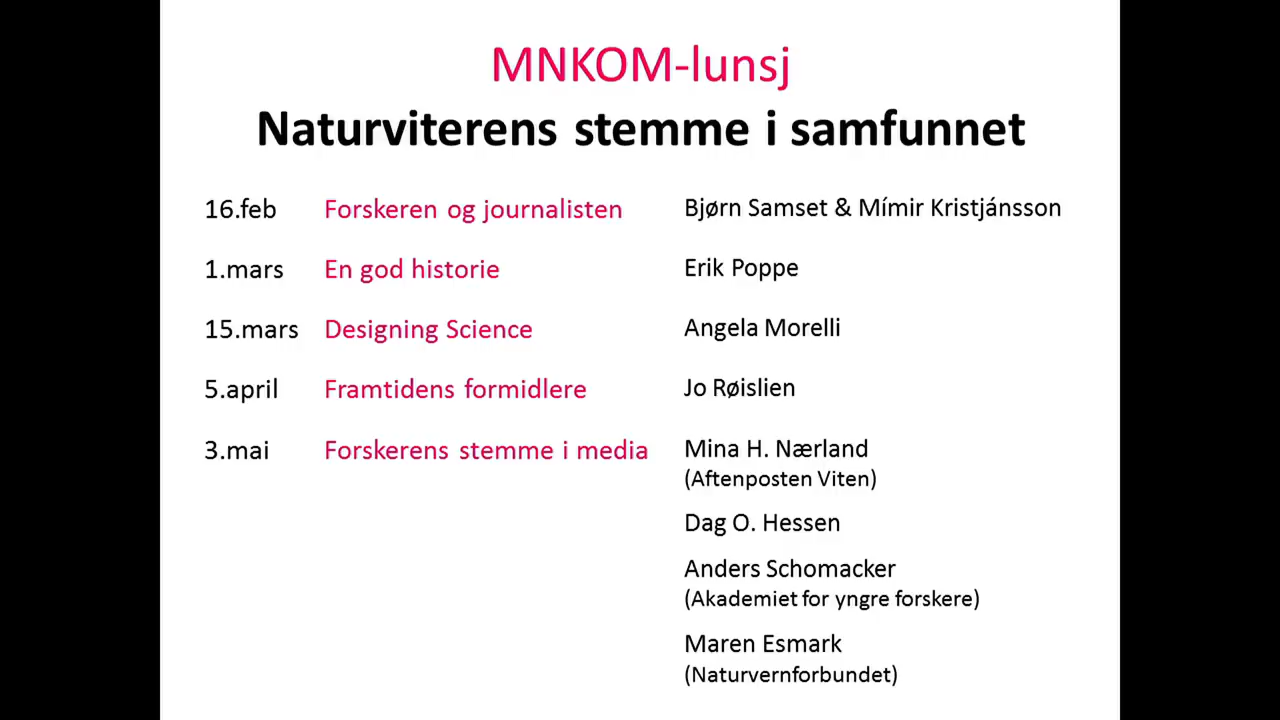 MNKOM-lunsj
Naturviterens stemme i samfunnet
16.feb Forskeren og journalisten Bjørn Samset & Mímir Kristjánsson
1.mars En god historie Erik Poppe
15.mars Designing Science Angela Morelli
5.april Framtidens formidlere Jo Røislien
3.mai Forskerens stemme i media Mina H. Nærland
(Aftenposten Viten)
Dag O. Hessen
Anders Schomacker
(Akademiet for yngre forskere)
Maren Esmark
(Naturvernforbundet)